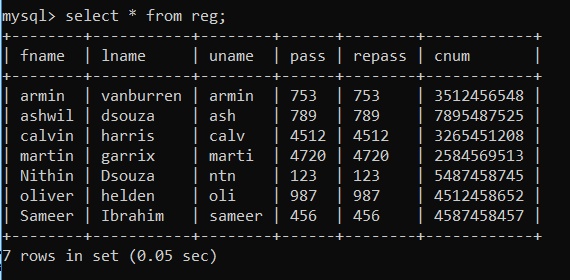 mysql> select * from reg;
+---------+-----------+--------+------+--------+------------+
| fname   | lname     | uname  | pass | repass | cnum       |
+---------+-----------+--------+------+--------+------------+
| armin   | vanburren | armin  | 753  | 753    | 3512456548 |
| ashwil  | dsouza    | ash    | 789  | 789    | 7895487525 |
| calvin  | harris    | calv   | 4512 | 4512   | 3265451208 |
| martin  | garrix    | marti  | 4720 | 4720   | 2584569513 |
| Nithin  | Dsouza    | ntn    | 123  | 123    | 5487458745 |
| oliver  | helden    | oli    | 987  | 987    | 4512458652 |
| Sameer  | Ibrahim   | sameer | 456  | 456    | 4587458457 |
+---------+-----------+--------+------+--------+------------+
7 rows in set (0.05 sec)